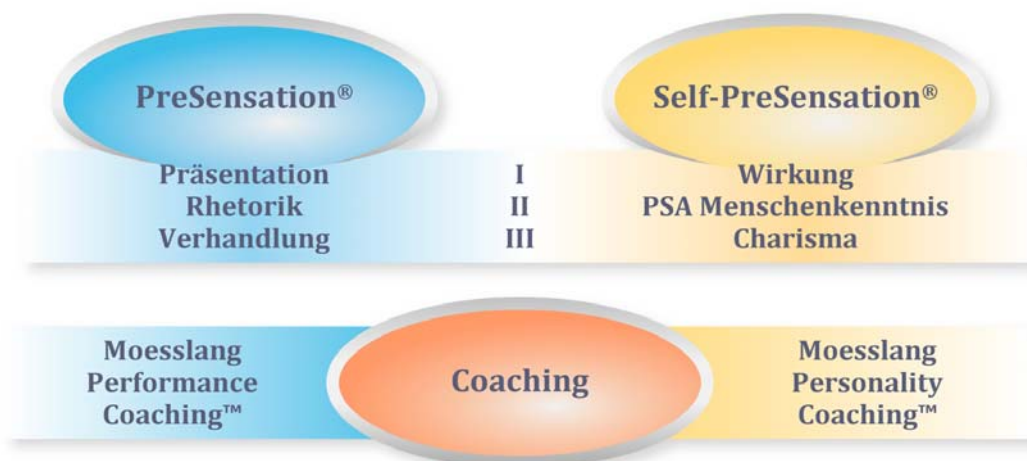 PreSensation® Self-PreSensation®
Präsentation I Wirkung
Rhetorik II PSA Menschenkenntnis
Verhandlung III Charisma
Moesslang
Performance
Coaching™
Coaching
Moesslang
Personality
Coaching™